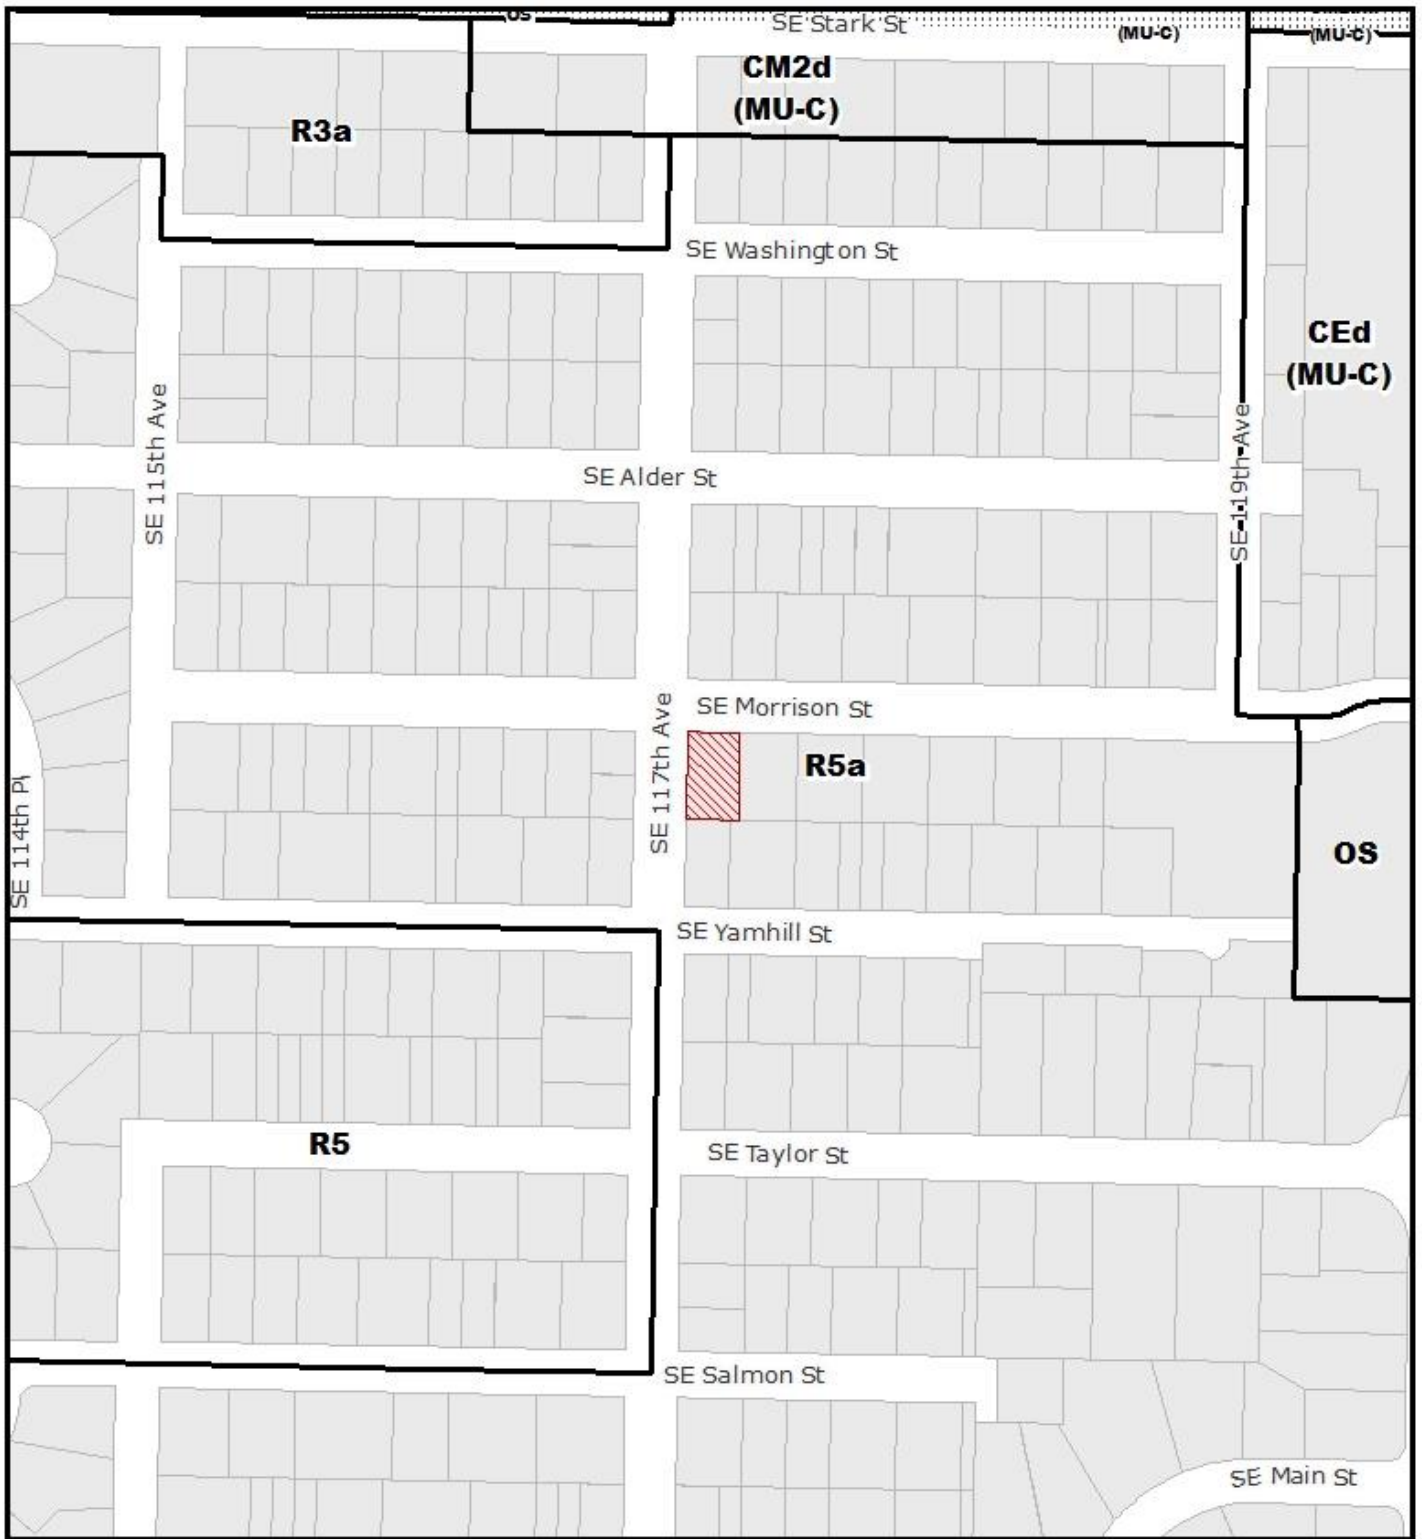 OS
SE Stark St
(MU-C)
(MU-C)
CM2d
(MU-C)
R3a
SE Washington St
CEd
(MU-C)
SE 115th Ave
SE 119th Ave
SE Alder St
SE Morrison St
SE 117th Ave
R5a
SE 114th Pl
OS
SE Yamhill St
R5
SE Taylor St
SE Salmon St
SE Main St